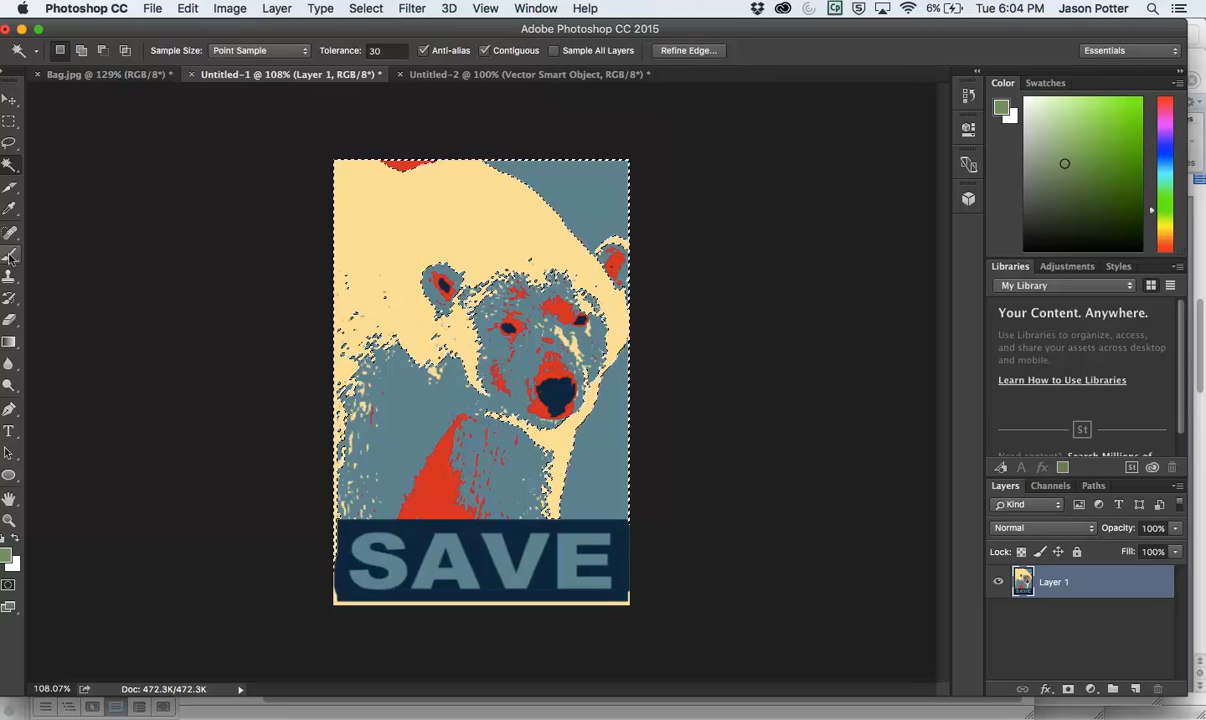 Photoshop CC File Edit Image Layer Type Select Filter 3D View Window Help 6% Tue 6:04 PM Jason Potter
Adobe Photoshop CC 2015
Sample Size: Point Sample Tolerance: 30 Anti-alias Contiguous Sample All Layers Refine Edge... Essentials
Bag.jpg @ 129% (RGB/8*) * Untitled-1 @ 108% (Layer 1, RGB/8*) * Untitled-2 @ 100% (Vector Smart Object, RGB/8*) *
Color Swatches
Libraries Adjustments Styles
My Library
Your Content. Anywhere.
Use Libraries to organize, access,
and share your assets across desktop
and mobile.
Learn How to Use Libraries
St
St
Layers Channels Paths
Kind
Normal Opacity: 100%
Lock: Fill: 100%
Layer 1
SAVE
108.07% Doc: 472.3K/472.3K